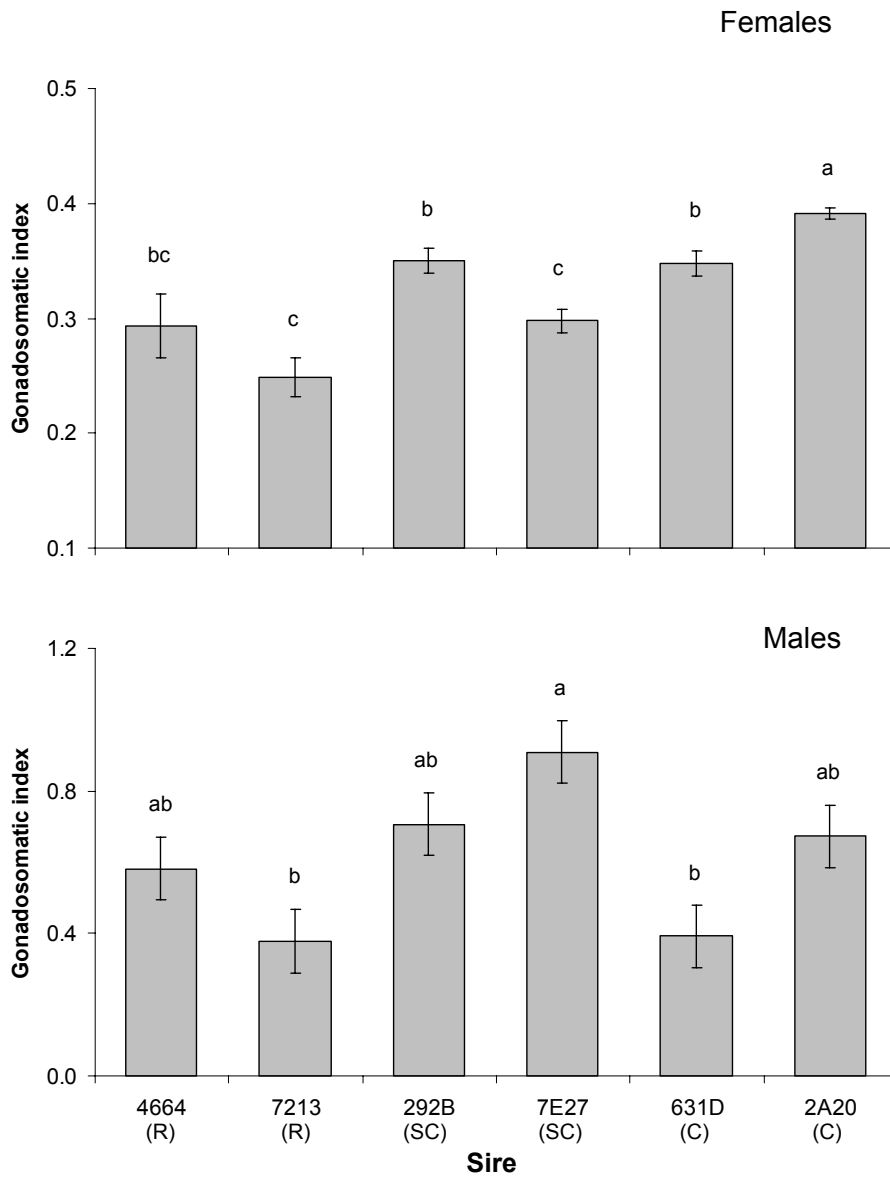 Females
0.5
a
0.4
b
b
bc
c
0.3
c
0.2
0.1
Gonadosomatic index
Males
1.2
a
ab
ab
0.8
ab
b
b
0.4
0.0
Gonadosomatic index
4664 7213 292B 7E27 631D 2A20
(R) (R) (SC) (SC) (C) (C)
Sire